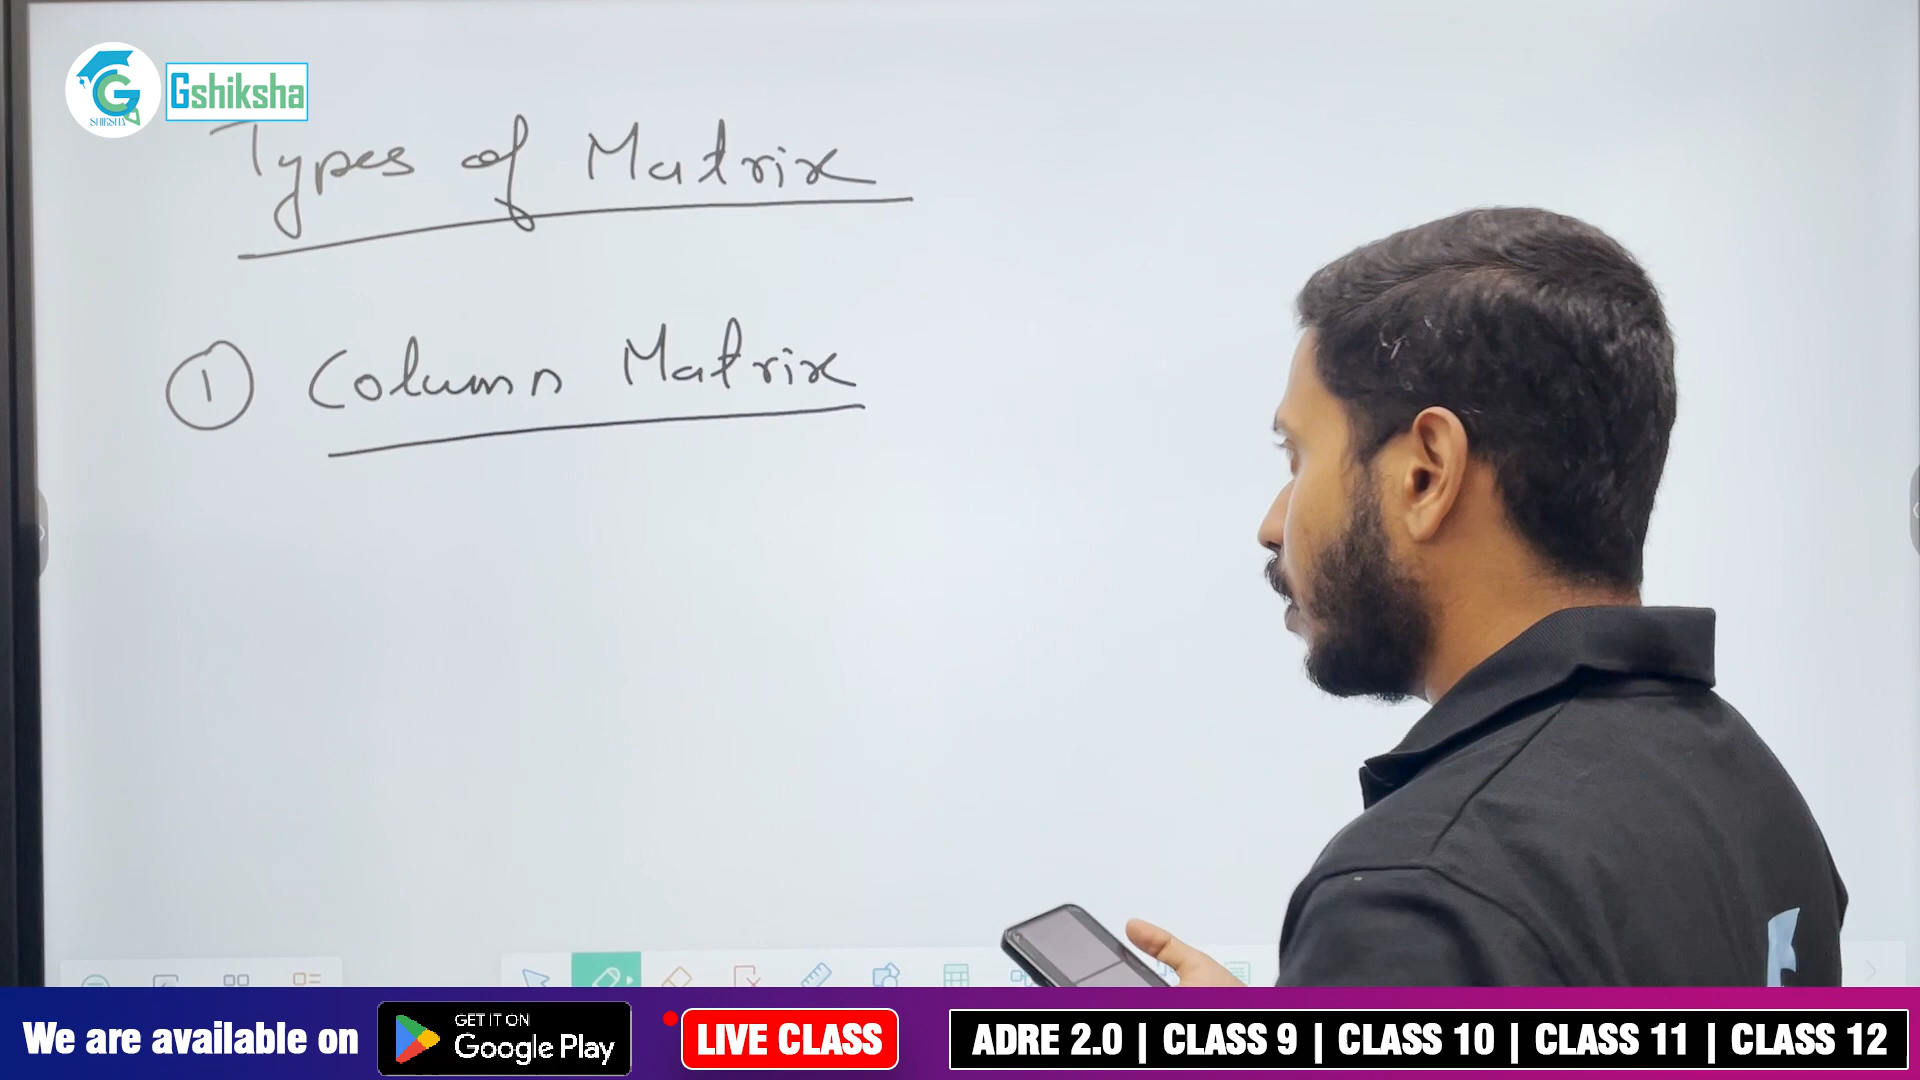 SHIKSHA
Gshiksha
Types of Matrix
1 Column Matrix
We are available on
GET IT ON
Google Play
LIVE CLASS
ADRE 2.0 | CLASS 9 | CLASS 10 | CLASS 11 | CLASS 12